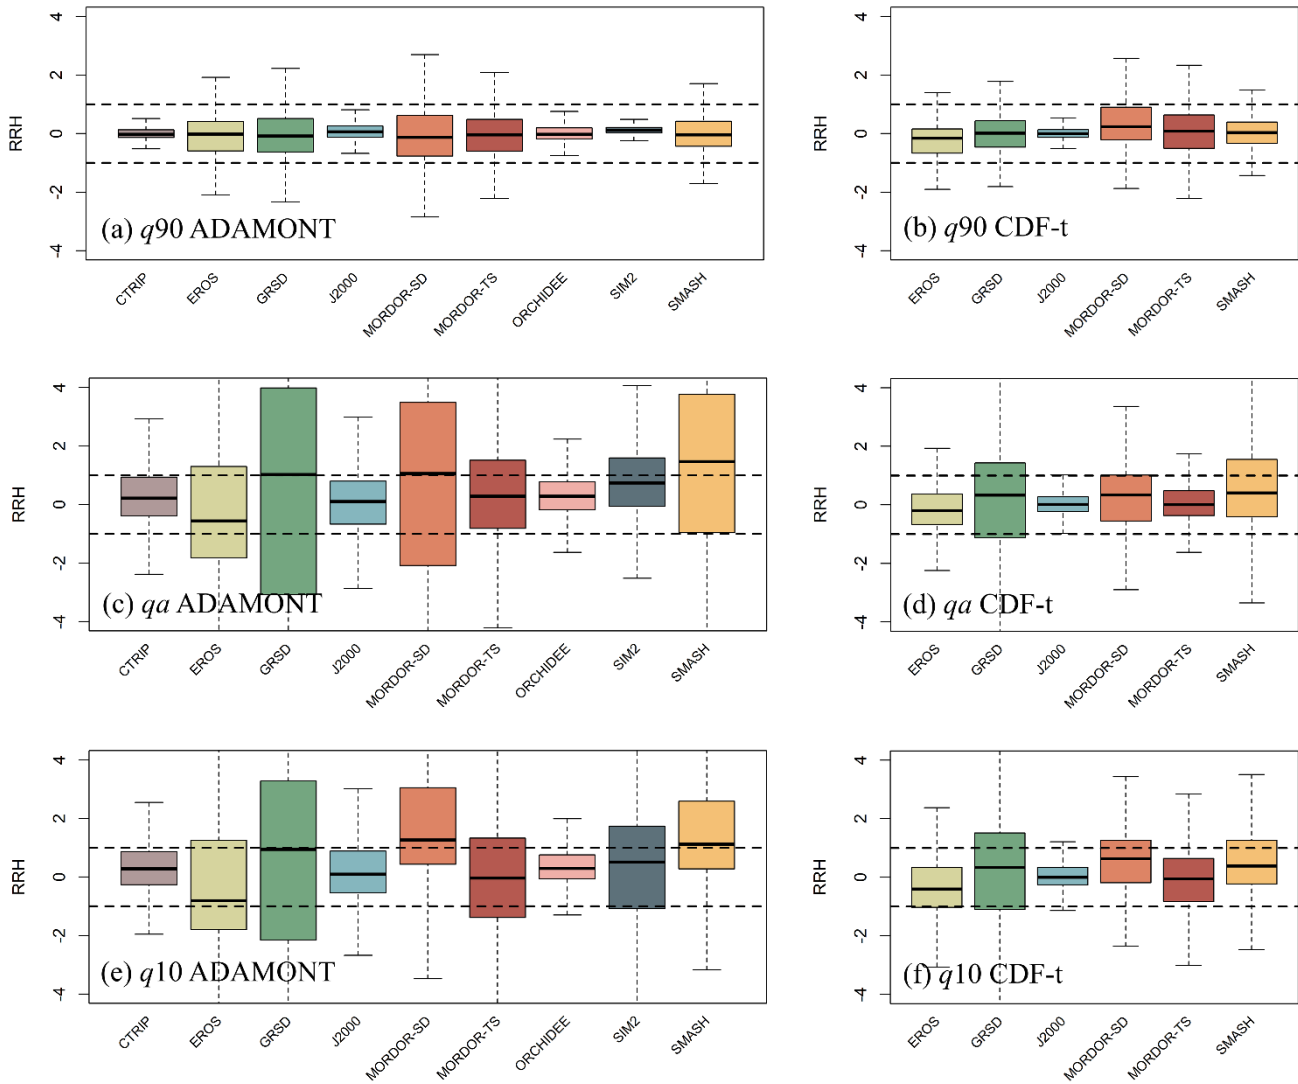 4
2
0
-2
-4
RRH
(a) q90 ADAMONT
CTRIP
EROS
GRSD
J2000
MORDOR-SD
MORDOR-TS
ORCHIDEE
SIM2
SMASH
4
2
0
-2
-4
RRH
(b) q90 CDF-t
EROS
GRSD
J2000
MORDOR-SD
MORDOR-TS
SMASH
4
2
0
-2
-4
RRH
(c) qa ADAMONT
CTRIP
EROS
GRSD
J2000
MORDOR-SD
MORDOR-TS
ORCHIDEE
SIM2
SMASH
4
2
0
-2
-4
RRH
(d) qa CDF-t
EROS
GRSD
J2000
MORDOR-SD
MORDOR-TS
SMASH
4
2
0
-2
-4
RRH
(e) q10 ADAMONT
CTRIP
EROS
GRSD
J2000
MORDOR-SD
MORDOR-TS
ORCHIDEE
SIM2
SMASH
4
2
0
-2
-4
RRH
(f) q10 CDF-t
EROS
GRSD
J2000
MORDOR-SD
MORDOR-TS
SMASH